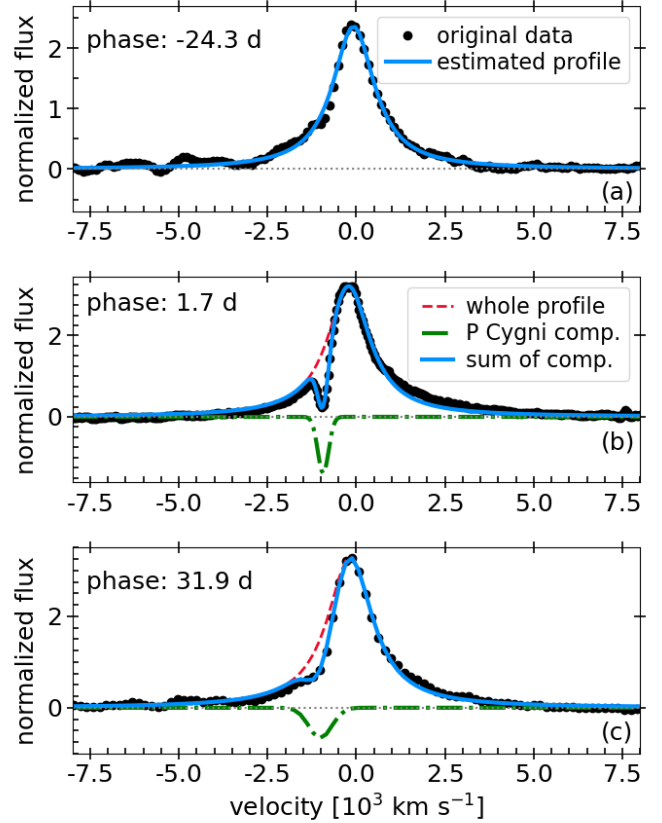 normalized flux
2
1
0
phase: -24.3 d
original data
estimated profile
(a)
-7.5 -5.0 -2.5 0.0 2.5 5.0 7.5
normalized flux
2
0
phase: 1.7 d
whole profile
P Cygni comp.
sum of comp.
(b)
-7.5 -5.0 -2.5 0.0 2.5 5.0 7.5
normalized flux
2
0
phase: 31.9 d
(c)
-7.5 -5.0 -2.5 0.0 2.5 5.0 7.5
velocity [10³ km s⁻¹]